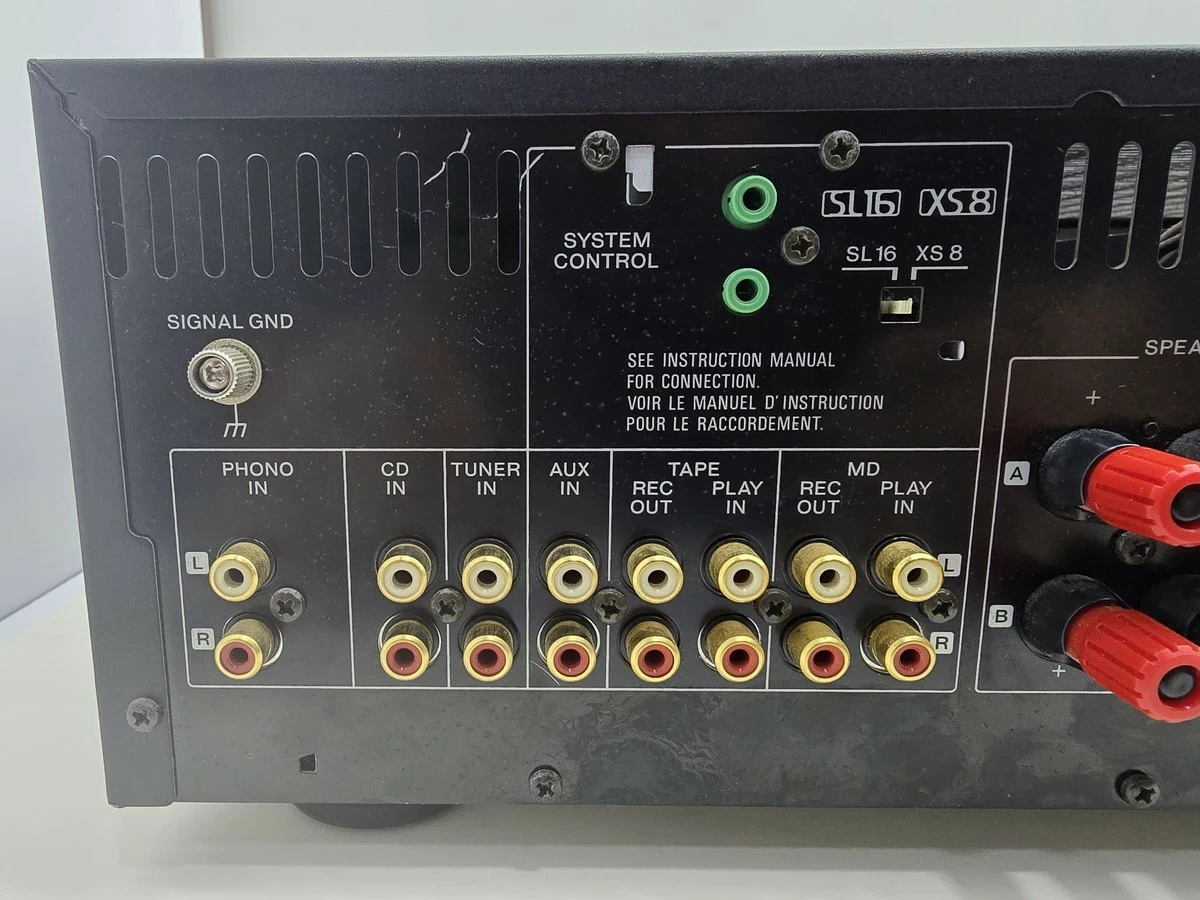 SL16 XS8
SYSTEM
CONTROL
SL 16 XS 8
SIGNAL GND
SEE INSTRUCTION MANUAL
FOR CONNECTION.
VOIR LE MANUEL D'INSTRUCTION
POUR LE RACCORDEMENT.
SPEA
+
A
B
+
PHONO
IN
CD
IN
TUNER
IN
AUX
IN
TAPE
REC
OUT
PLAY
IN
MD
REC
OUT
PLAY
IN
L
L
R
R